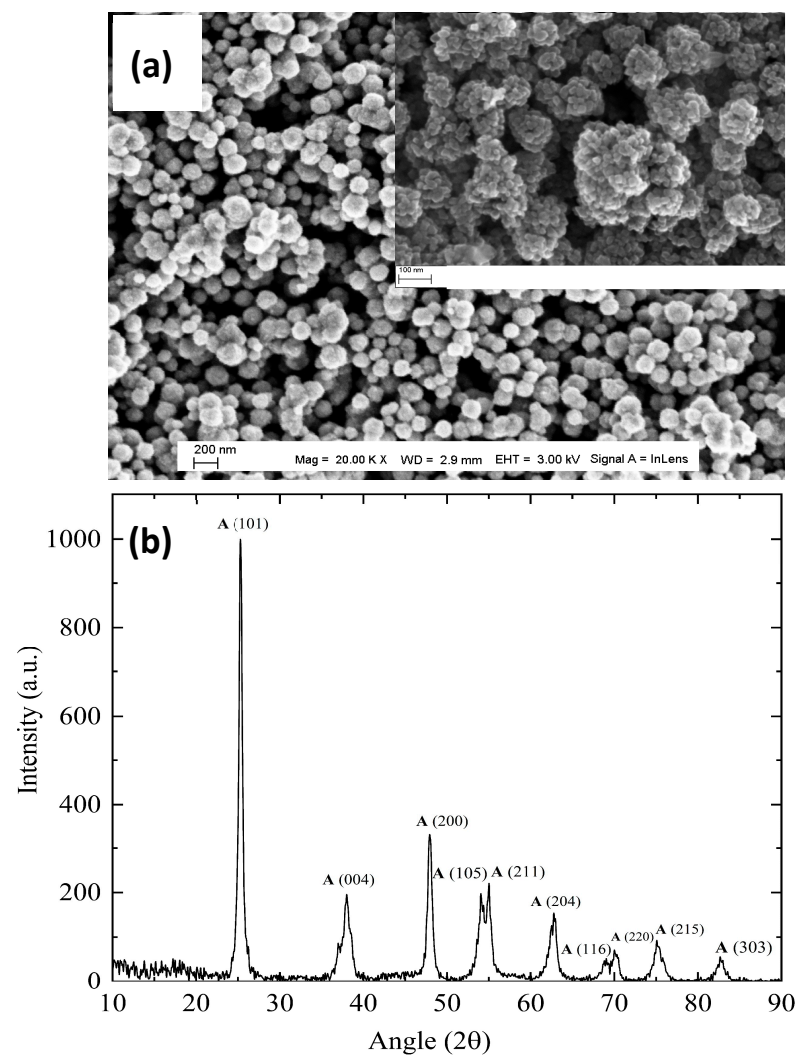 (a)
100 nm
200 nm
Mag = 20.00 K X WD = 2.9 mm EHT = 3.00 kV Signal A = InLens
(b)
A (101)
A (004)
A (200)
A (105)
A (211)
A (204)
A (116)
A (220)
A (215)
A (303)
1000
800
600
400
200
0
Intensity (a.u.)
10 20 30 40 50 60 70 80 90
Angle (2θ)